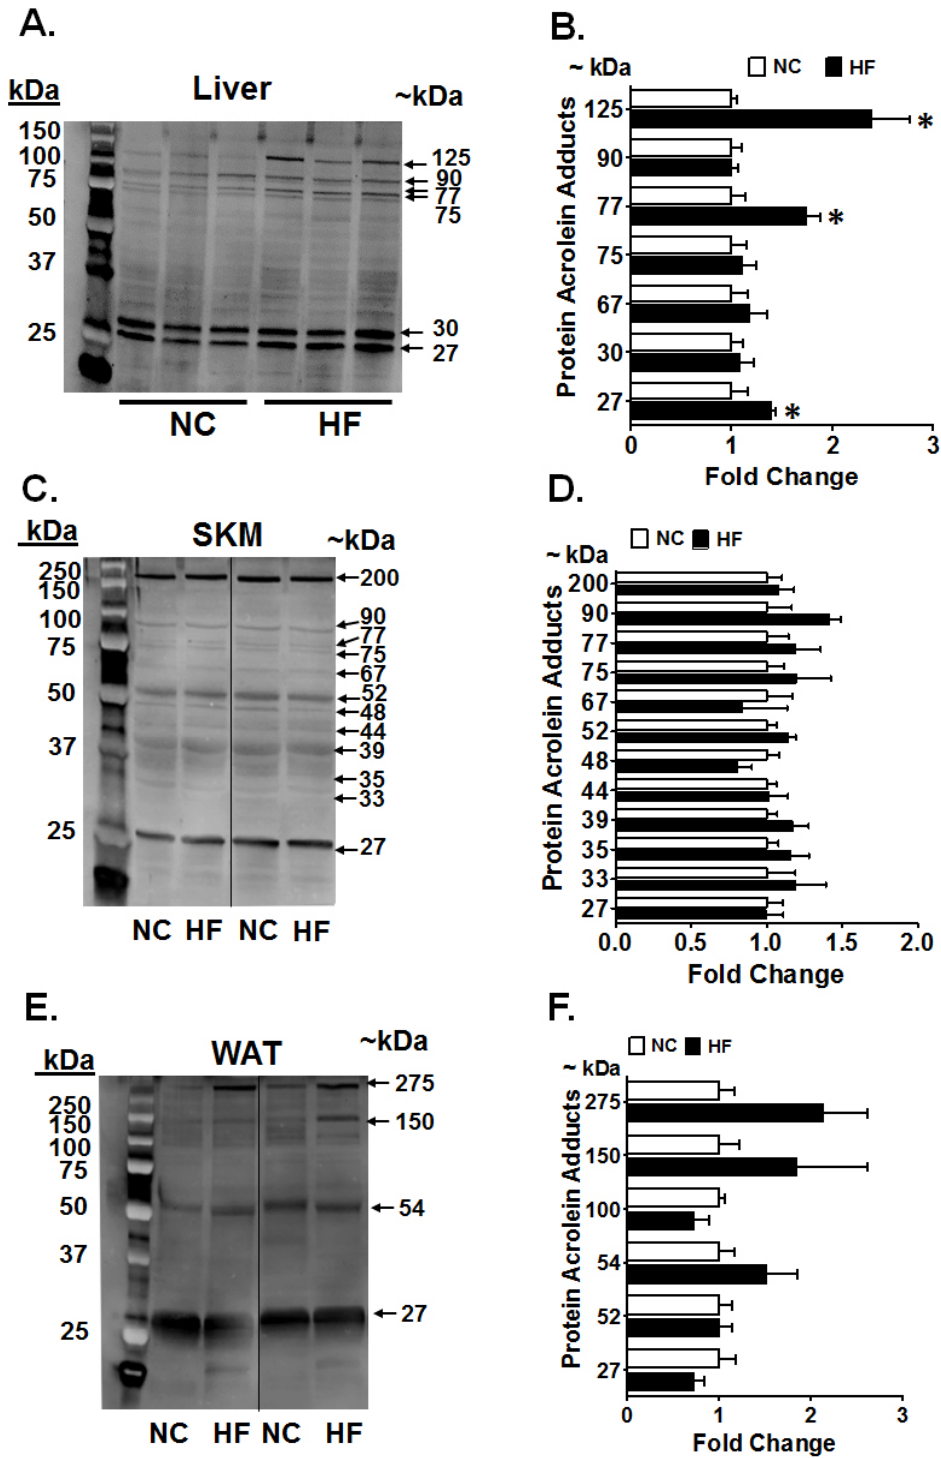 A.
Liver
kDa
~kDa
150
100
75
50
37
25
125
90
77
75
30
27
NC HF
B.
~ kDa
NC HF
Protein Acrolein Adducts
125
90
77
75
67
30
27
*
*
*
0 1 2 3
Fold Change
C.
kDa
SKM
~kDa
250
150
100
75
50
37
25
200
90
77
75
67
52
48
44
39
35
33
27
NC HF NC HF
D.
NC HF
~ kDa
Protein Acrolein Adducts
200
90
77
75
67
52
48
44
39
35
33
27
0.0 0.5 1.0 1.5 2.0
Fold Change
E.
kDa
WAT
~kDa
250
150
100
75
50
37
25
275
150
54
27
NC HF NC HF
F.
NC HF
~ kDa
Protein Acrolein Adducts
275
150
100
54
52
27
0 1 2 3
Fold Change